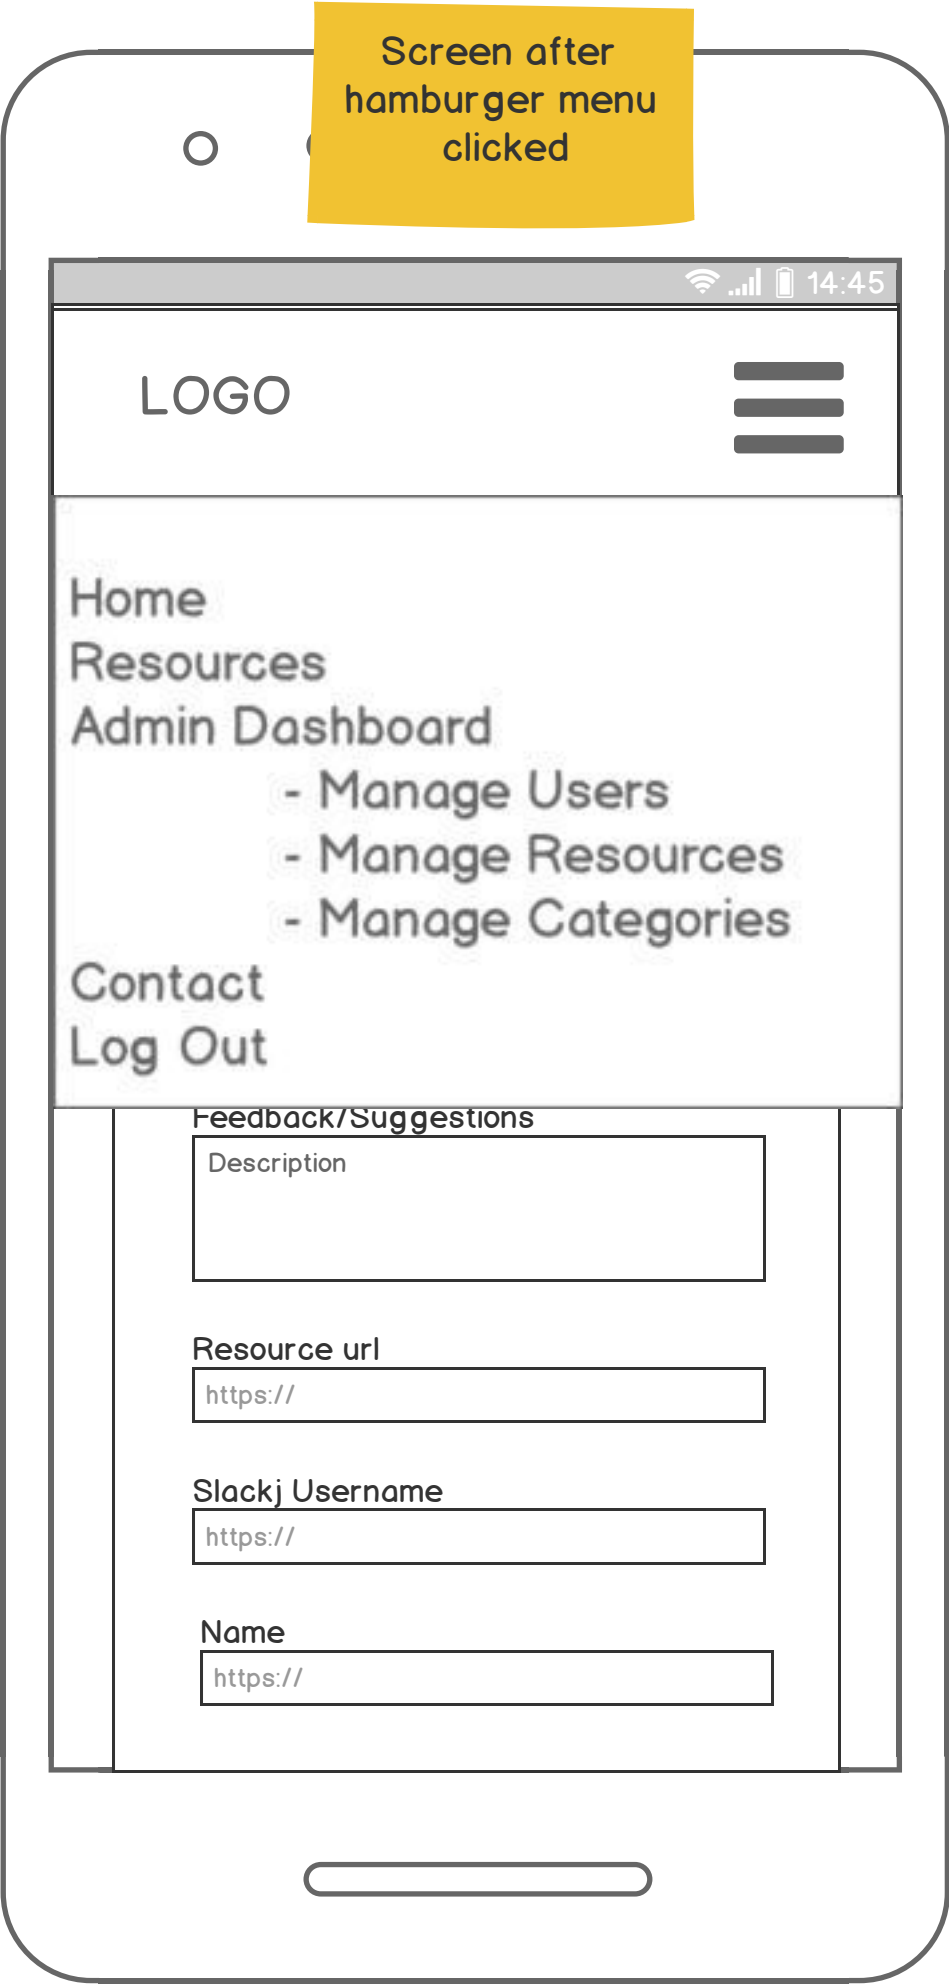 Screen after
hamburger menu
clicked
14:45
LOGO
Home
Resources
Admin Dashboard
- Manage Users
- Manage Resources
- Manage Categories
Contact
Log Out
Feedback/Suggestions
Description
Resource url
https://
Slackj Username
https://
Name
https://